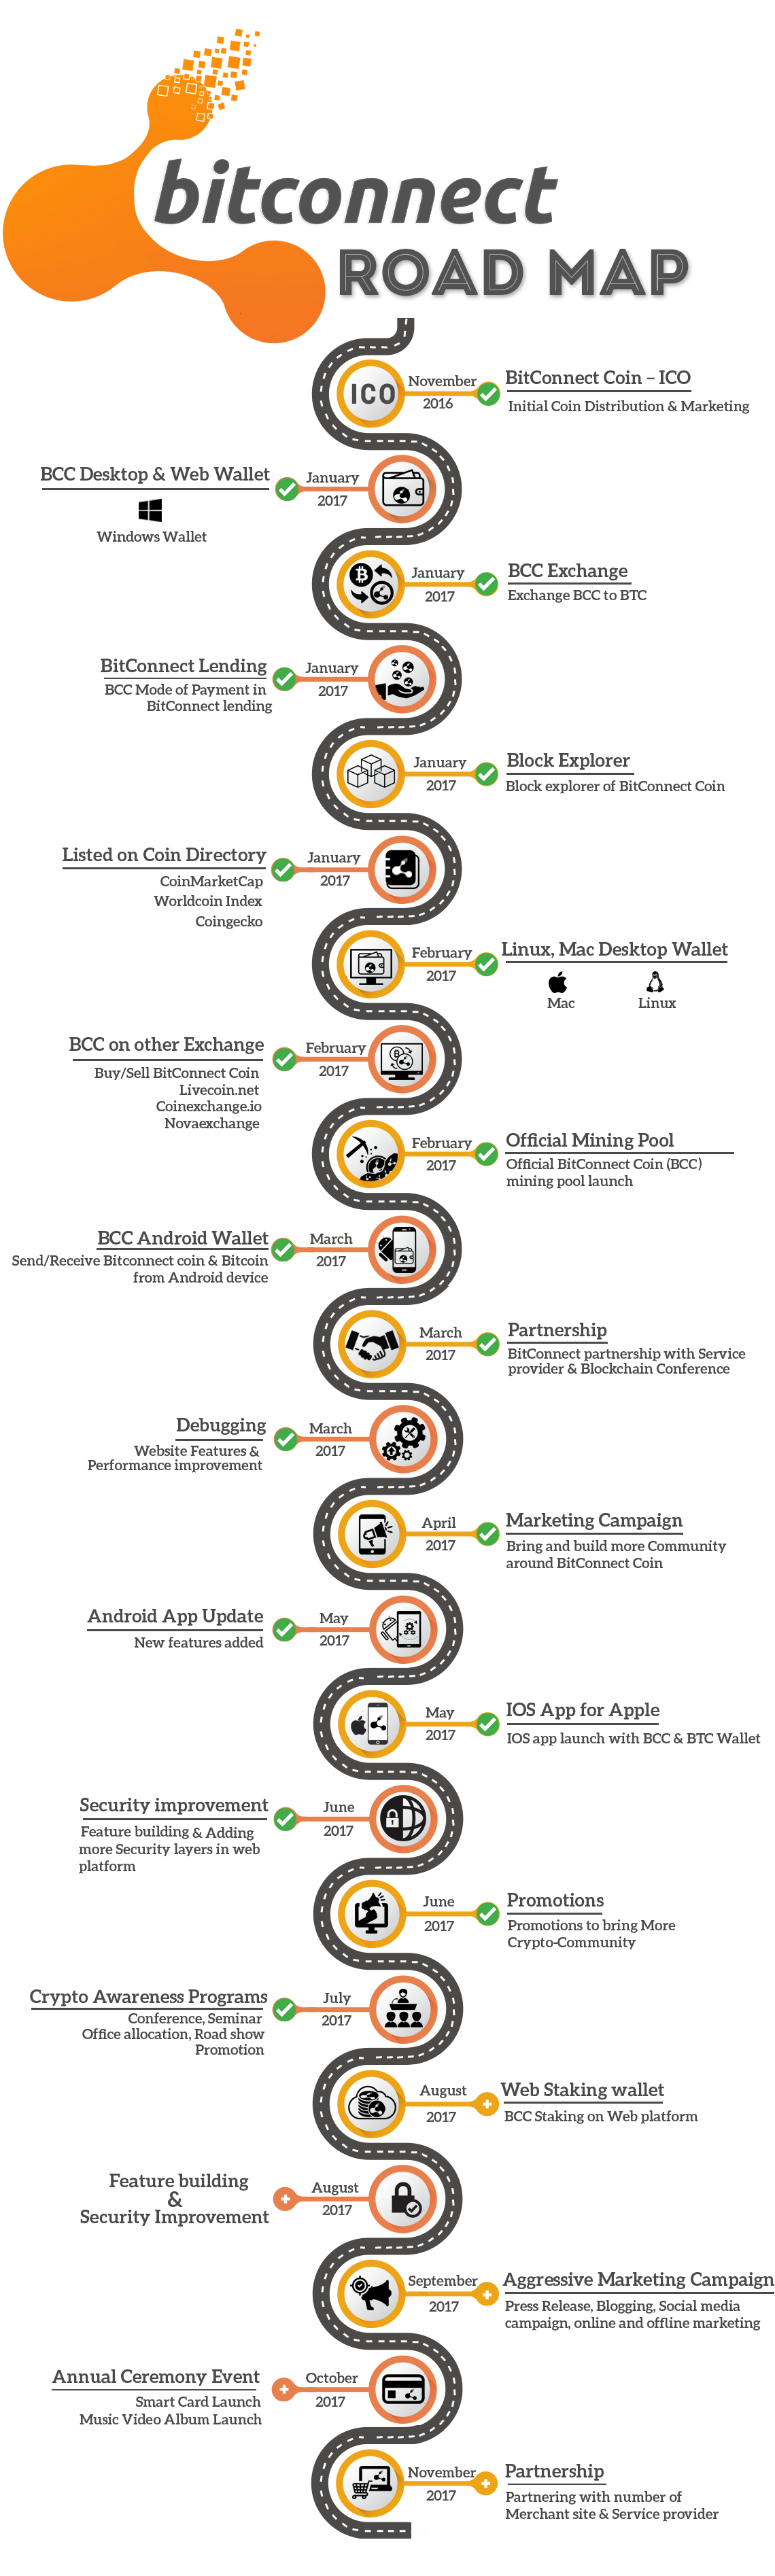 bitconnect
ROAD MAP
ICO
November
2016
BitConnect Coin – ICO
Initial Coin Distribution & Marketing
BCC Desktop & Web Wallet
Windows Wallet
January
2017
January
2017
BCC Exchange
Exchange BCC to BTC
BitConnect Lending
BCC Mode of Payment in
BitConnect lending
January
2017
January
2017
Block Explorer
Block explorer of BitConnect Coin
Listed on Coin Directory
CoinMarketCap
Worldcoin Index
Coingecko
January
2017
February
2017
Linux, Mac Desktop Wallet
Mac
Linux
BCC on other Exchange
Buy/Sell BitConnect Coin
Livecoin.net
Coinexchange.io
Novaexchange
February
2017
February
2017
Official Mining Pool
Official BitConnect Coin (BCC)
mining pool launch
BCC Android Wallet
Send/Receive Bitconnect coin & Bitcoin
from Android device
March
2017
March
2017
Partnership
BitConnect partnership with Service
provider & Blockchain Conference
Debugging
Website Features &
Performance improvement
March
2017
April
2017
Marketing Campaign
Bring and build more Community
around BitConnect Coin
Android App Update
New features added
May
2017
May
2017
IOS App for Apple
IOS app launch with BCC & BTC Wallet
Security improvement
Feature building & Adding
more Security layers in web
platform
June
2017
June
2017
Promotions
Promotions to bring More
Crypto-Community
Crypto Awareness Programs
Conference, Seminar
Office allocation, Road show
Promotion
July
2017
August
2017
Web Staking wallet
BCC Staking on Web platform
Feature building
&
Security Improvement
August
2017
September
2017
Aggressive Marketing Campaign
Press Release, Blogging, Social media
campaign, online and offline marketing
Annual Ceremony Event
Smart Card Launch
Music Video Album Launch
October
2017
November
2017
Partnership
Partnering with number of
Merchant site & Service provider